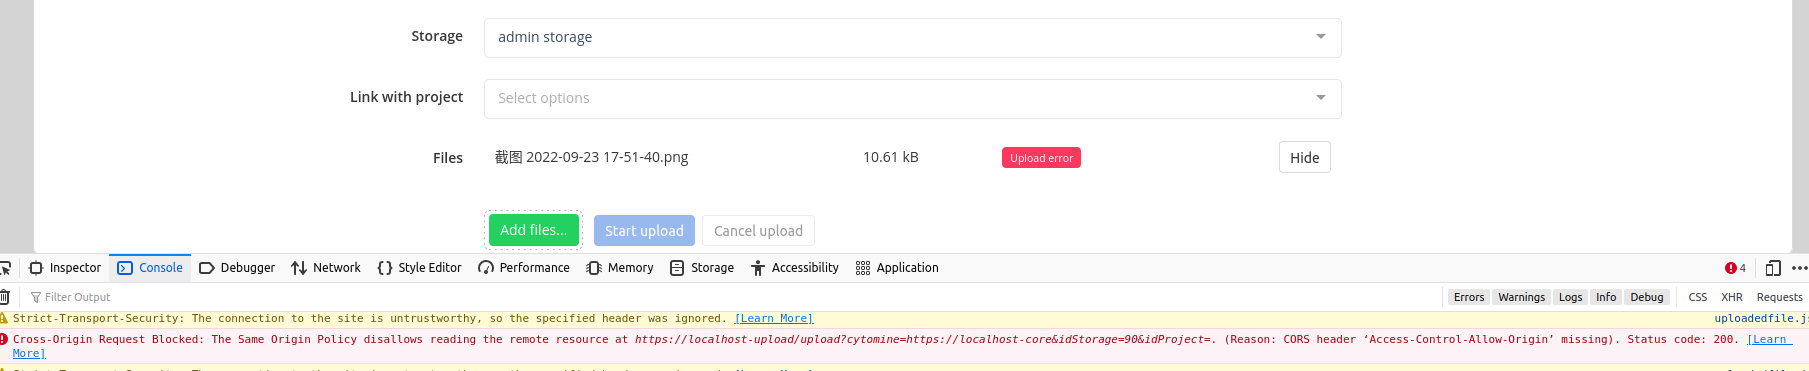 Storage
admin storage
Link with project
Select options
Files 截图 2022-09-23 17-51-40.png 10.61 kB Upload error Hide
Add files... Start upload Cancel upload
Inspector Console Debugger Network Style Editor Performance Memory Storage Accessibility Application 4
Filter Output Errors Warnings Logs Info Debug CSS XHR Requests
Strict-Transport-Security: The connection to the site is untrustworthy, so the specified header was ignored. [Learn More] uploadedfile.js
Cross-Origin Request Blocked: The Same Origin Policy disallows reading the remote resource at https://localhost-upload/upload?cytomine=https://localhost-core&idStorage=90&idProject=. (Reason: CORS header ‘Access-Control-Allow-Origin’ missing). Status code: 200. [Learn
More]